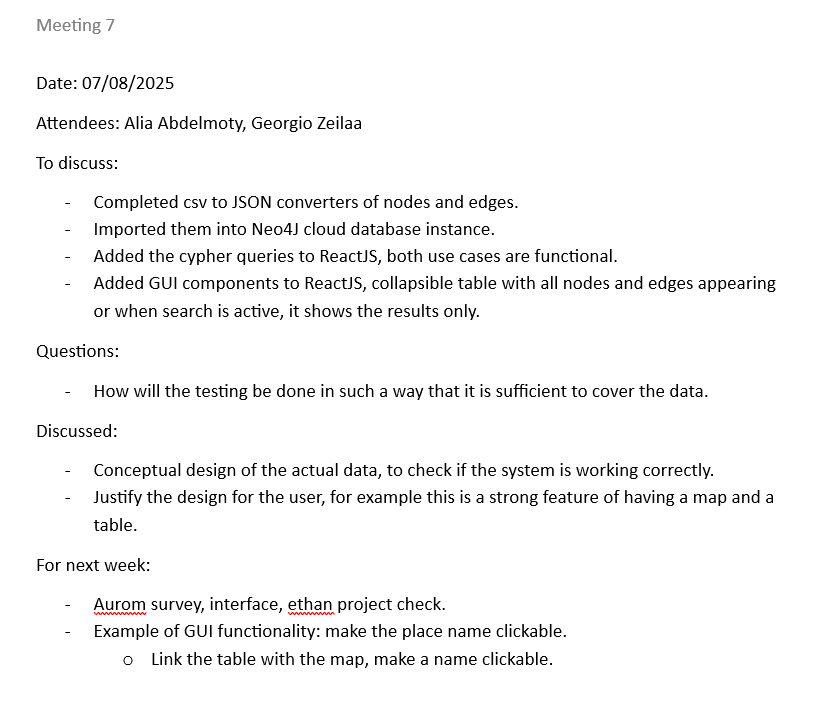 Meeting 7
Date: 07/08/2025
Attendees: Alia Abdelmoty, Georgio Zeilaa
To discuss:
- Completed csv to JSON converters of nodes and edges.
- Imported them into Neo4J cloud database instance.
- Added the cypher queries to ReactJS, both use cases are functional.
- Added GUI components to ReactJS, collapsible table with all nodes and edges appearing
or when search is active, it shows the results only.
Questions:
- How will the testing be done in such a way that it is sufficient to cover the data.
Discussed:
- Conceptual design of the actual data, to check if the system is working correctly.
- Justify the design for the user, for example this is a strong feature of having a map and a
table.
For next week:
- Aurom survey, interface, ethan project check.
- Example of GUI functionality: make the place name clickable.
o Link the table with the map, make a name clickable.